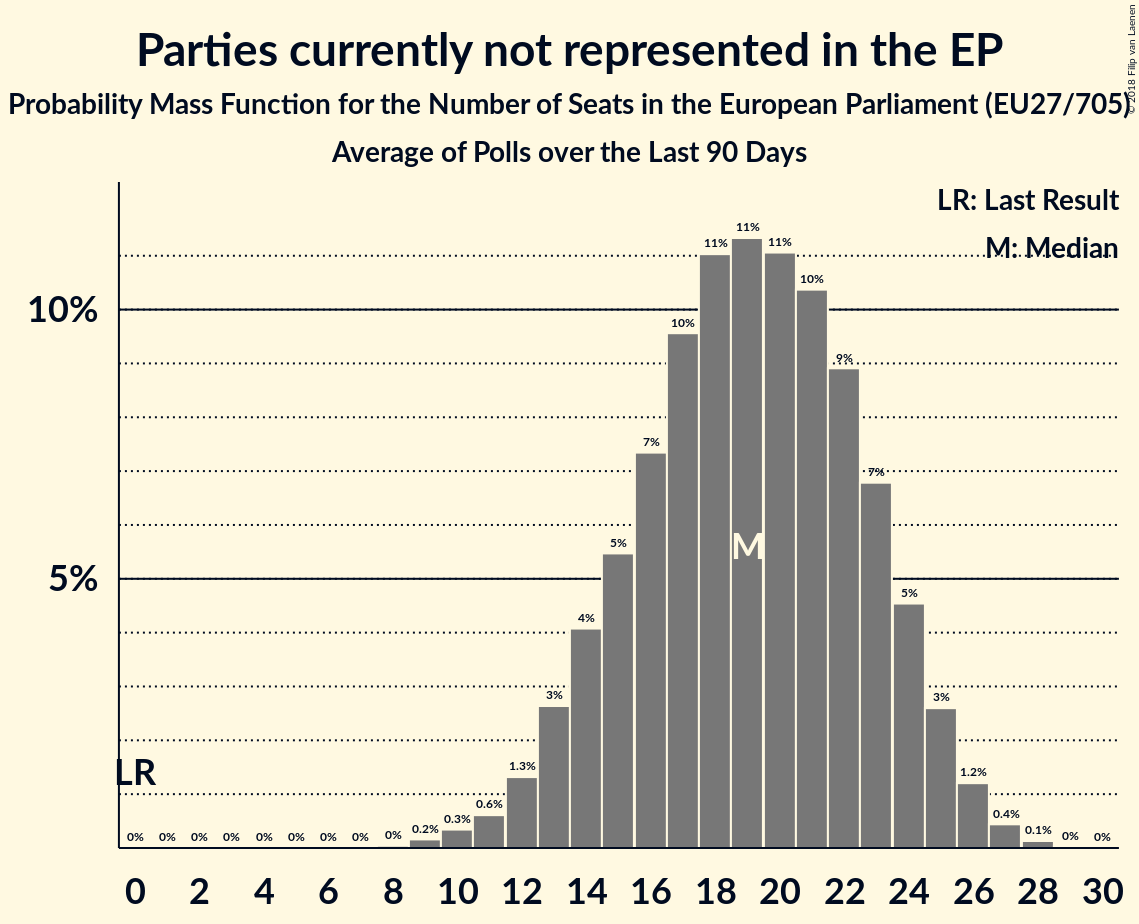 Parties currently not represented in the EP
Probability Mass Function for the Number of Seats in the European Parliament (EU27/705)
Average of Polls over the Last 90 Days
© 2018 Filip van Laenen
LR: Last Result
M: Median
10%
5%
LR
M
0% 0% 0% 0% 0% 0% 0% 0% 0% 0.2% 0.3% 0.6% 1.3% 3% 4% 5% 7% 10% 11% 11% 11% 10% 9% 7% 5% 3% 1.2% 0.4% 0.1% 0% 0%
0 2 4 6 8 10 12 14 16 18 20 22 24 26 28 30